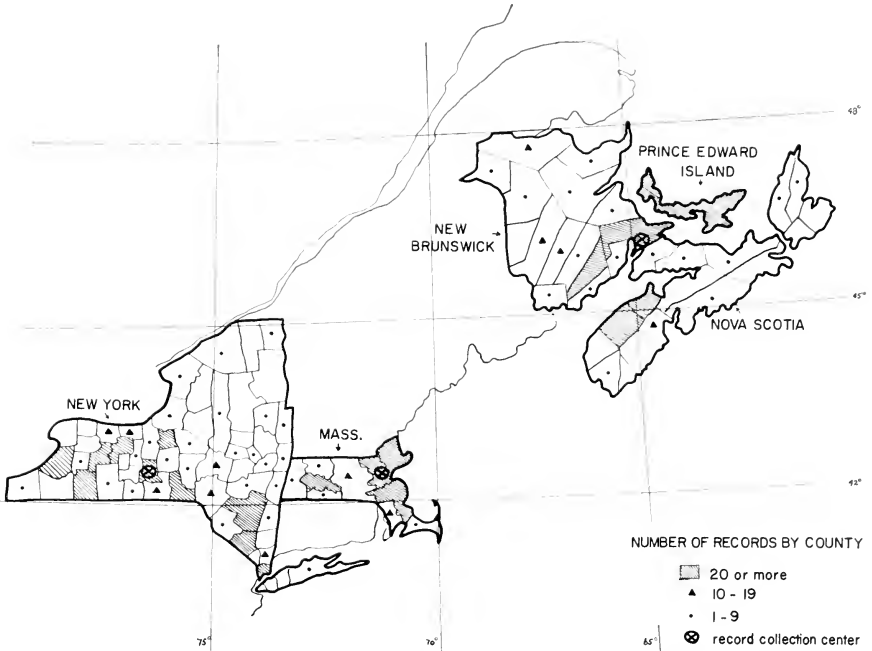 48°
PRINCE EDWARD
ISLAND
NEW
BRUNSWICK
45°
NOVA SCOTIA
NEW YORK
MASS.
42°
NUMBER OF RECORDS BY COUNTY
20 or more
10 - 19
1 - 9
record collection center
75°
70°
65°